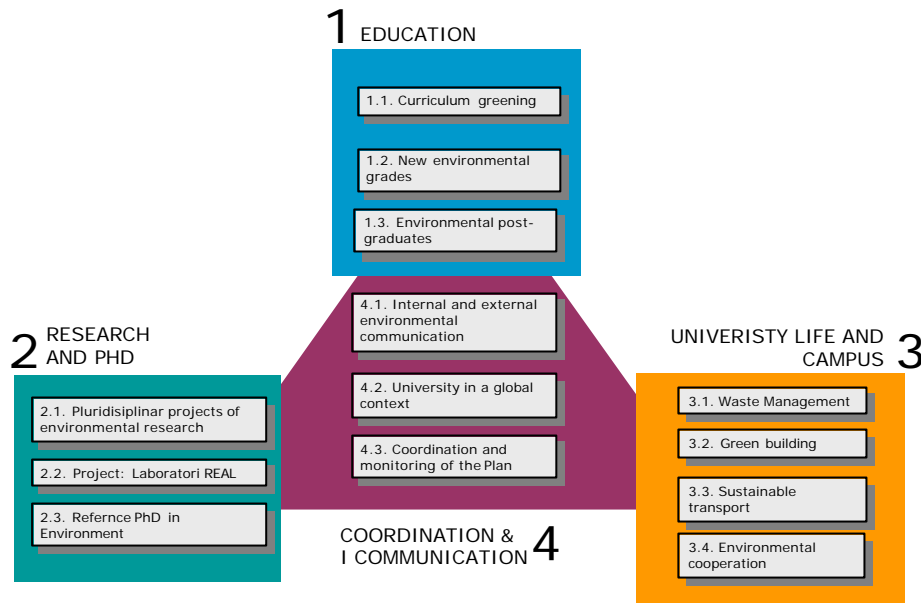 1 EDUCATION
1.1. Curriculum greening
1.2. New environmental
grades
1.3. Environmental post-
graduates
4.1. Internal and external
environmental
communication
4.2. University in a global
context
4.3. Coordination and
monitoring of the Plan
2 RESEARCH
AND PHD
2.1. Pluridisiplinar projects of
environmental research
2.2. Project: Laboratori REAL
2.3. Refernce PhD in
Environment
UNIVERISTY LIFE AND
CAMPUS 3
3.1. Waste Management
3.2. Green building
3.3. Sustainable
transport
3.4. Environmental
cooperation
COORDINATION &
I COMMUNICATION 4